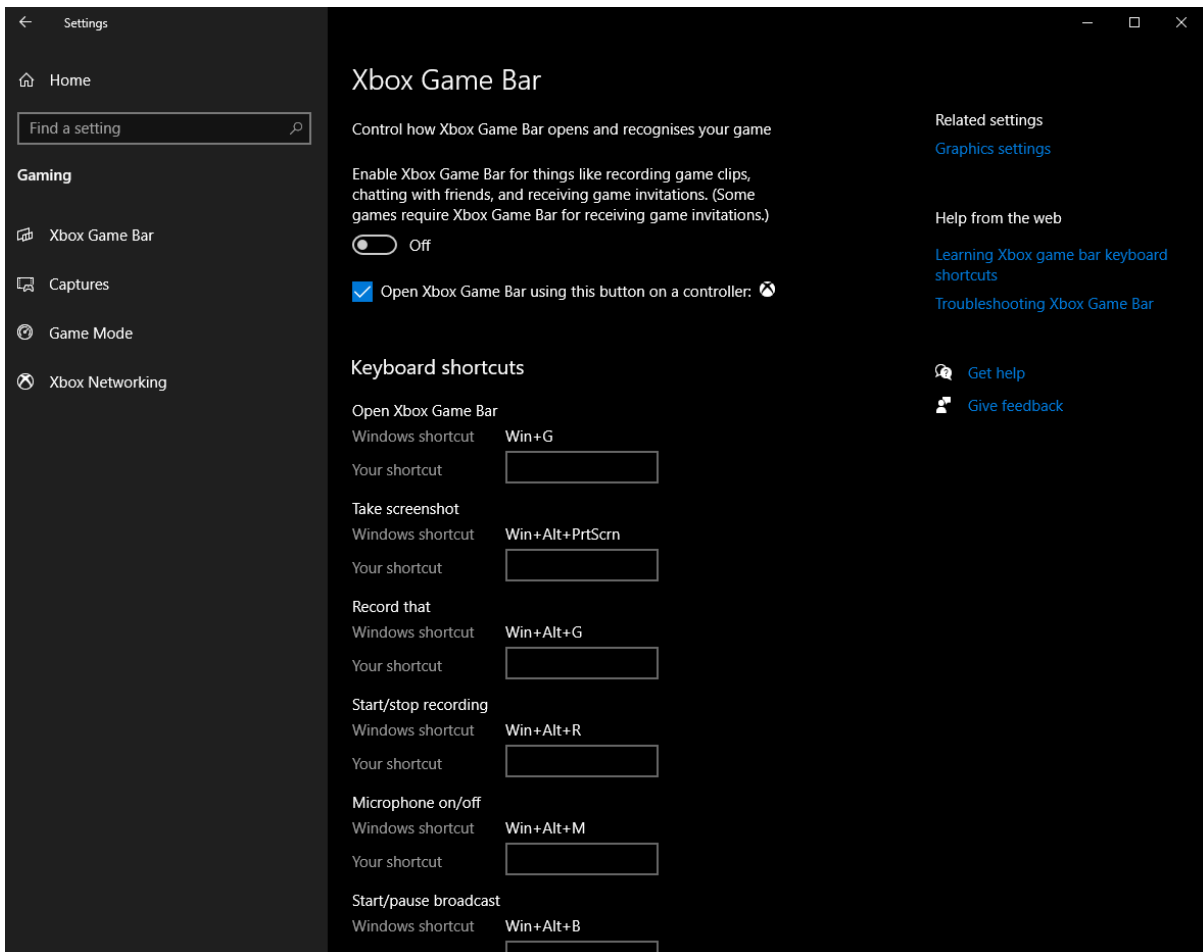 Settings
Home
Find a setting
Gaming
Xbox Game Bar
Captures
Game Mode
Xbox Networking
Xbox Game Bar
Control how Xbox Game Bar opens and recognises your game
Enable Xbox Game Bar for things like recording game clips,
chatting with friends, and receiving game invitations. (Some
games require Xbox Game Bar for receiving game invitations.)
Off
Open Xbox Game Bar using this button on a controller:
Keyboard shortcuts
Open Xbox Game Bar
Windows shortcut Win+G
Your shortcut
Take screenshot
Windows shortcut Win+Alt+PrtScrn
Your shortcut
Record that
Windows shortcut Win+Alt+G
Your shortcut
Start/stop recording
Windows shortcut Win+Alt+R
Your shortcut
Microphone on/off
Windows shortcut Win+Alt+M
Your shortcut
Start/pause broadcast
Windows shortcut Win+Alt+B
Related settings
Graphics settings
Help from the web
Learning Xbox game bar keyboard
shortcuts
Troubleshooting Xbox Game Bar
Get help
Give feedback